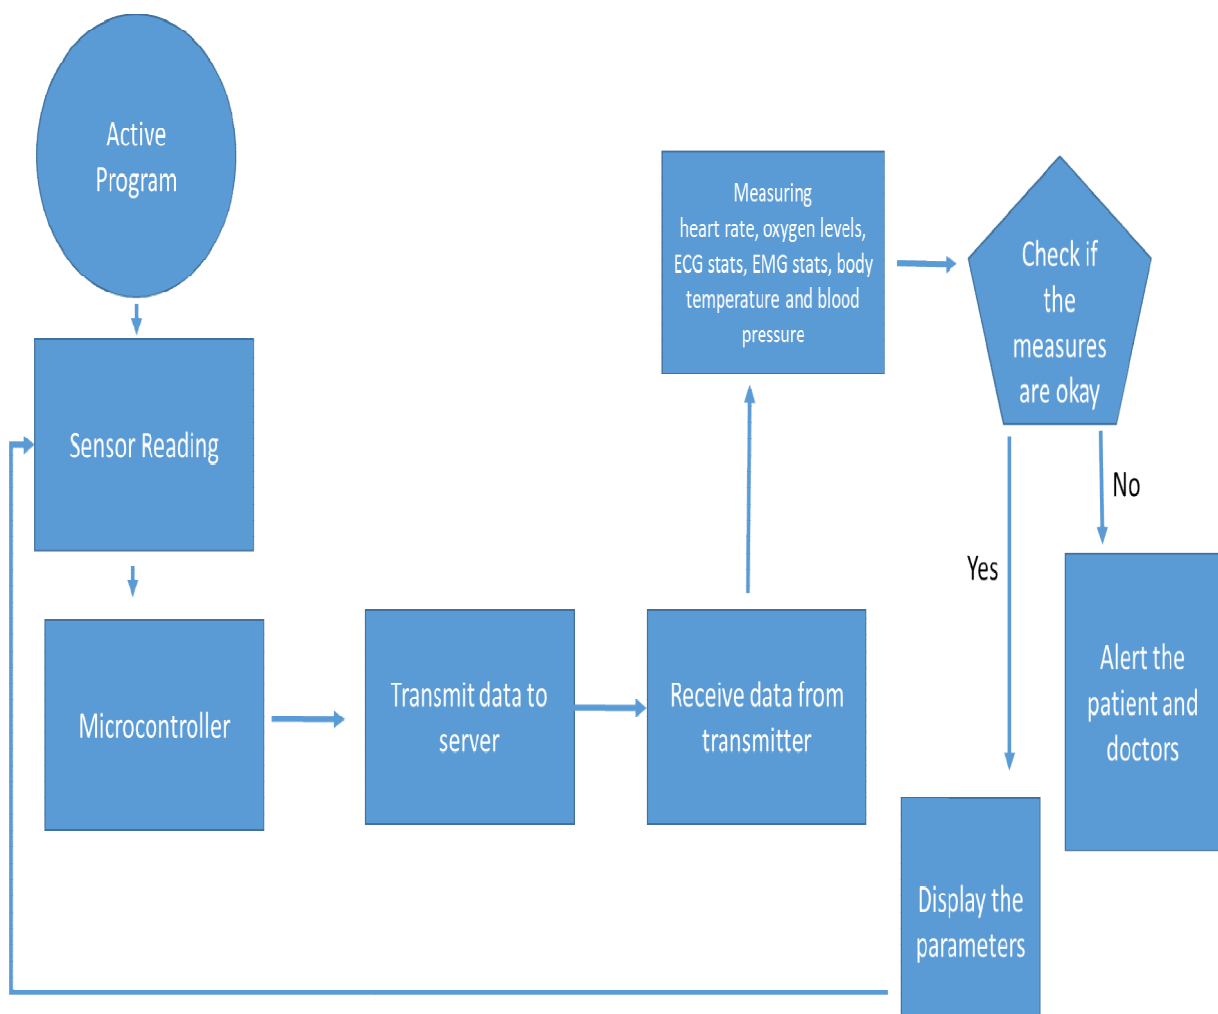 Active
Program
Sensor Reading
Microcontroller
Transmit data to
server
Receive data from
transmitter
Measuring
heart rate, oxygen levels,
ECG stats, EMG stats, body
temperature and blood
pressure
Check if
the
measures
are okay
Yes
No
Alert the
patient and
doctors
Display the
parameters